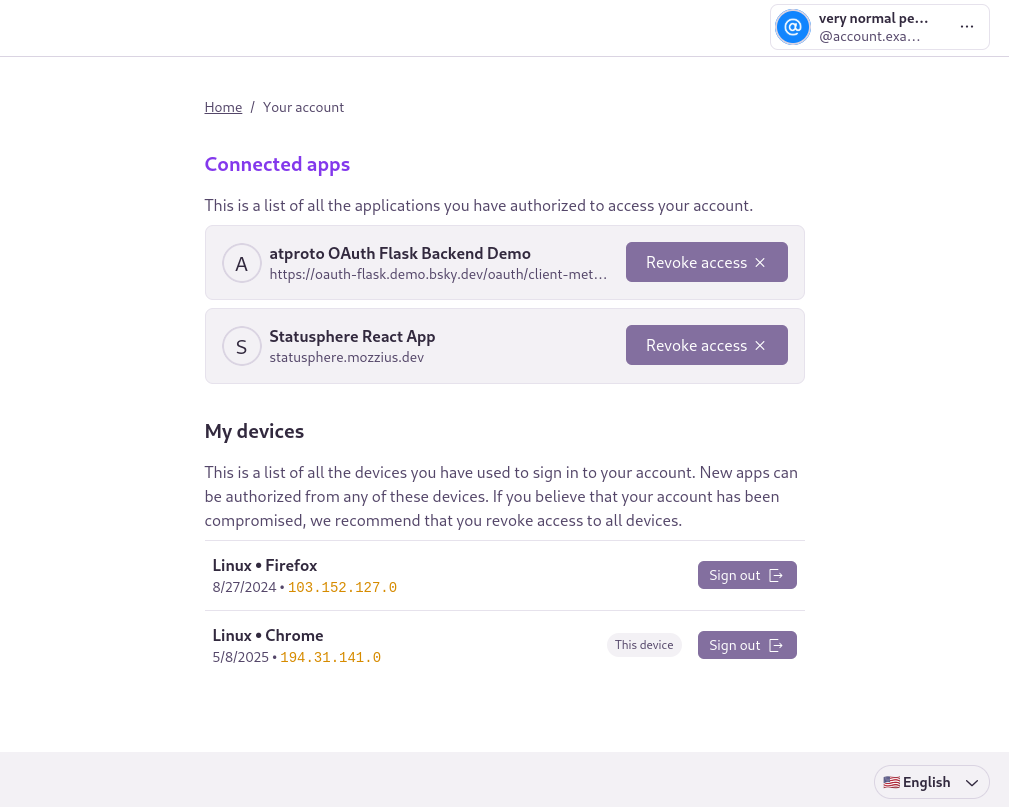 @ very normal pe…
@account.exa…
Home / Your account
Connected apps
This is a list of all the applications you have authorized to access your account.
A atproto OAuth Flask Backend Demo
https://oauth-flask.demo.bsky.dev/oauth/client-met…
Revoke access
S Statusphere React App
statusphere.mozzius.dev
Revoke access
My devices
This is a list of all the devices you have used to sign in to your account. New apps can
be authorized from any of these devices. If you believe that your account has been
compromised, we recommend that you revoke access to all devices.
Linux • Firefox
8/27/2024 • 103.152.127.0
Sign out
Linux • Chrome
5/8/2025 • 194.31.141.0
This device
Sign out
English